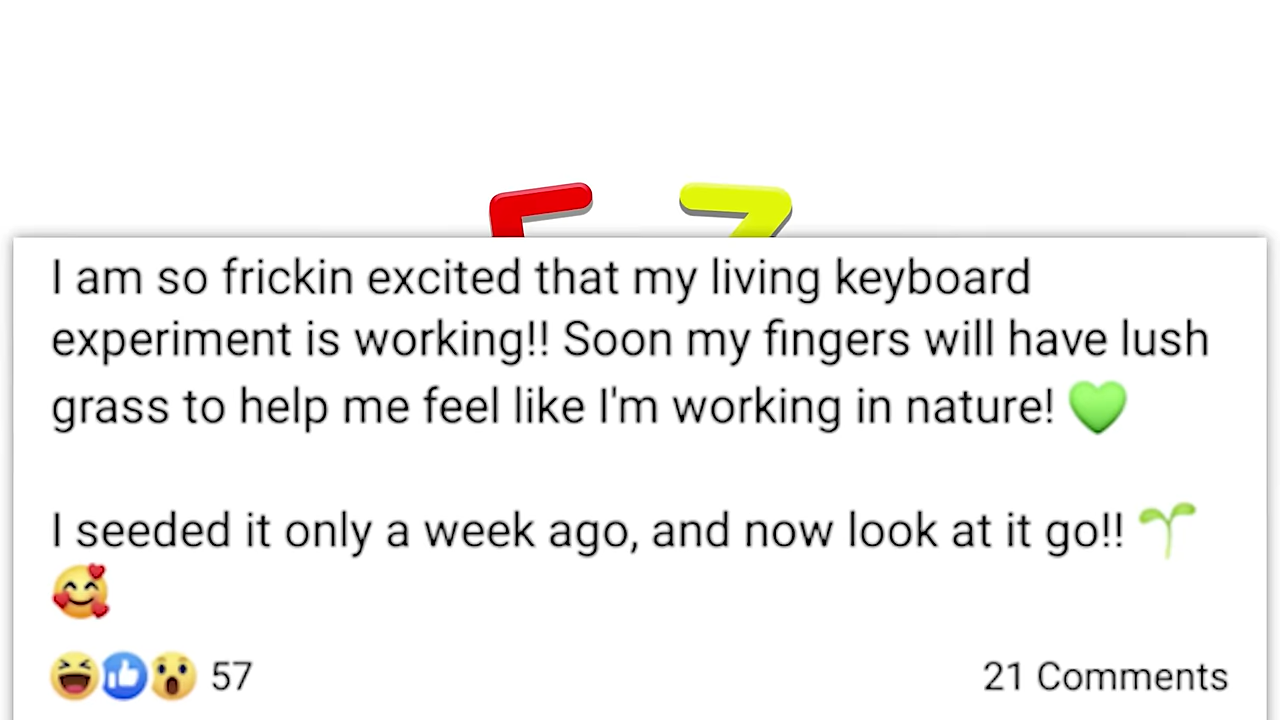 I am so frickin excited that my living keyboard
experiment is working!! Soon my fingers will have lush
grass to help me feel like I'm working in nature! 💚
I seeded it only a week ago, and now look at it go!! 🌱
🥰
57
21 Comments